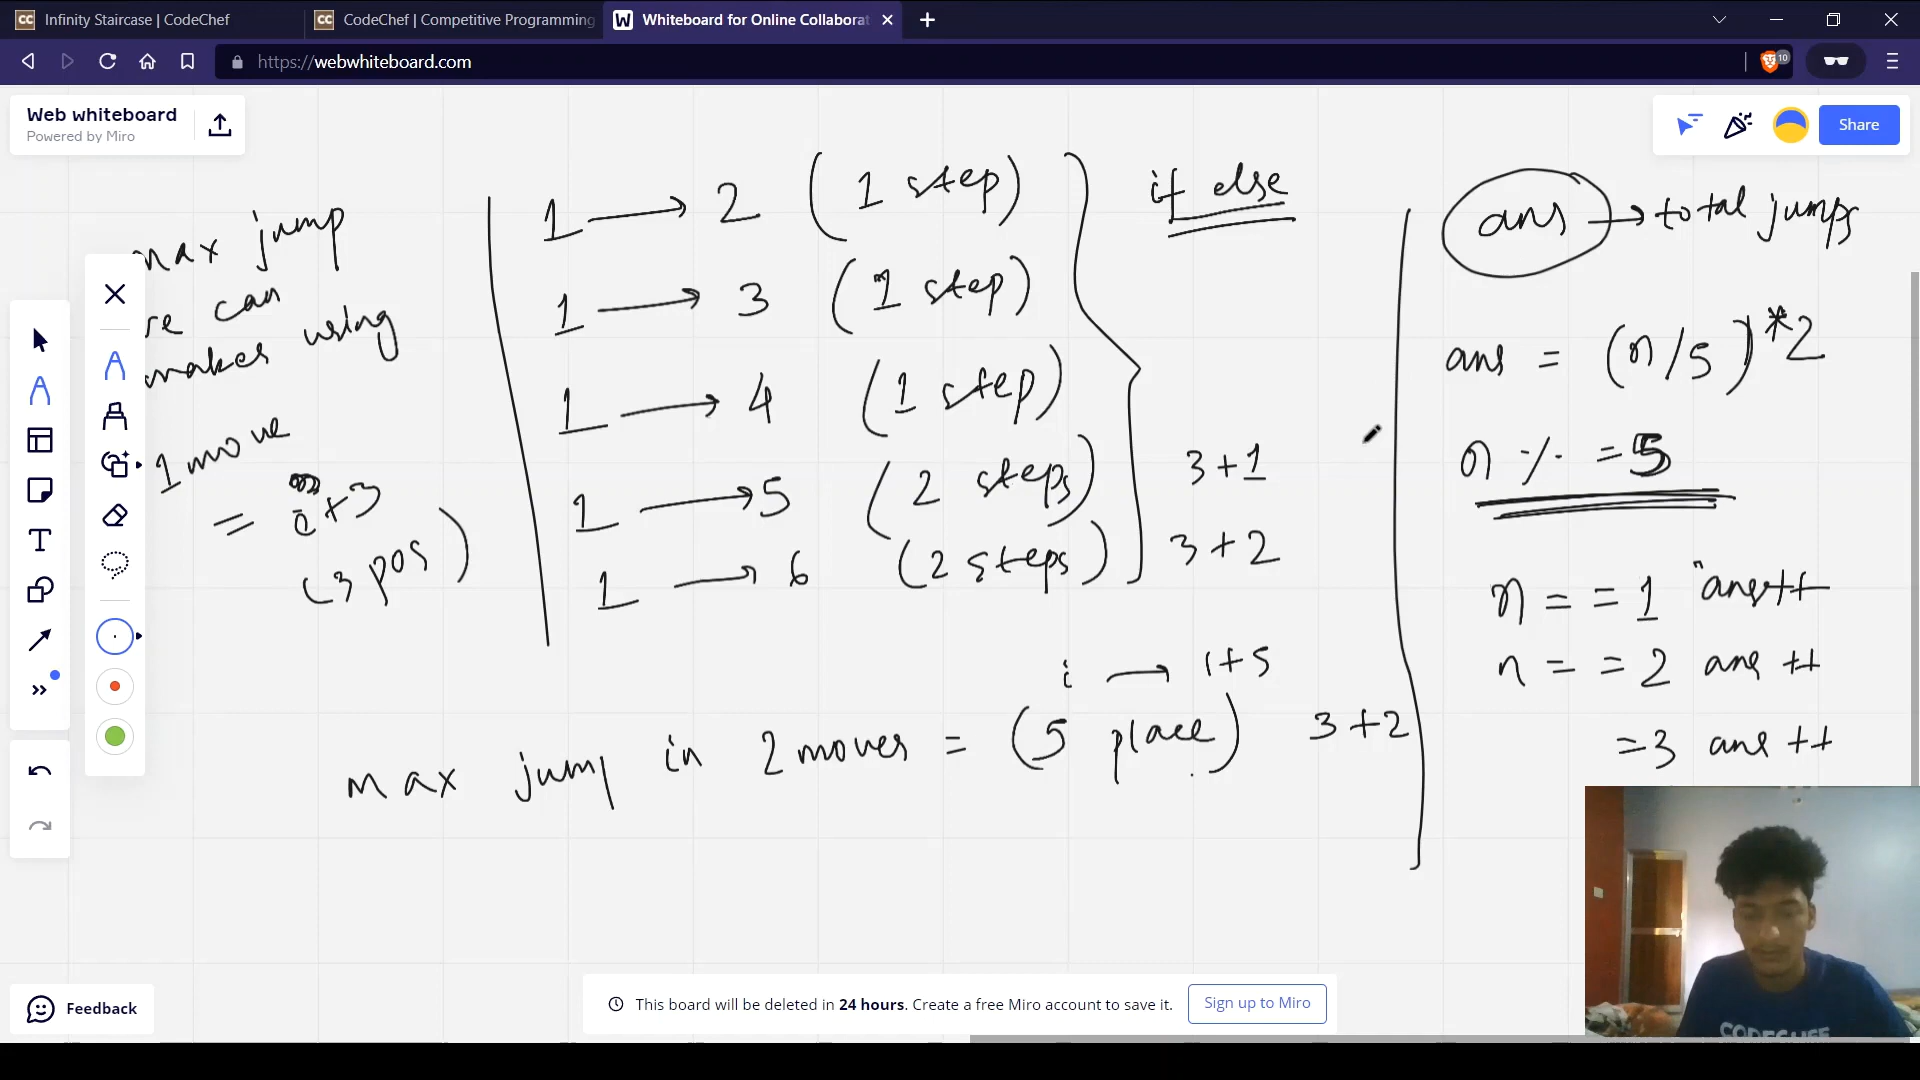 Infinity Staircase | CodeChef
CodeChef | Competitive Programming
Whiteboard for Online Collaborat
https://webwhiteboard.com
10
Web whiteboard
Powered by Miro
Share
max jump
re can
makes using
1 move
= i+3
(3 pos)
1 → 2 (1 step)
1 → 3 (1 step)
1 → 4 (1 step)
1 → 5 (2 steps) 3+1
1 → 6 (2 steps) 3+2
if else
i → i+5
max jump in 2 moves = (5 place) 3+2
ans → total jumps
ans = (n/5)*2
n % = 5
n == 1 ans++
n == 2 ans ++
=3 ans ++
T
Feedback
This board will be deleted in 24 hours. Create a free Miro account to save it.
Sign up to Miro
CODECHEF